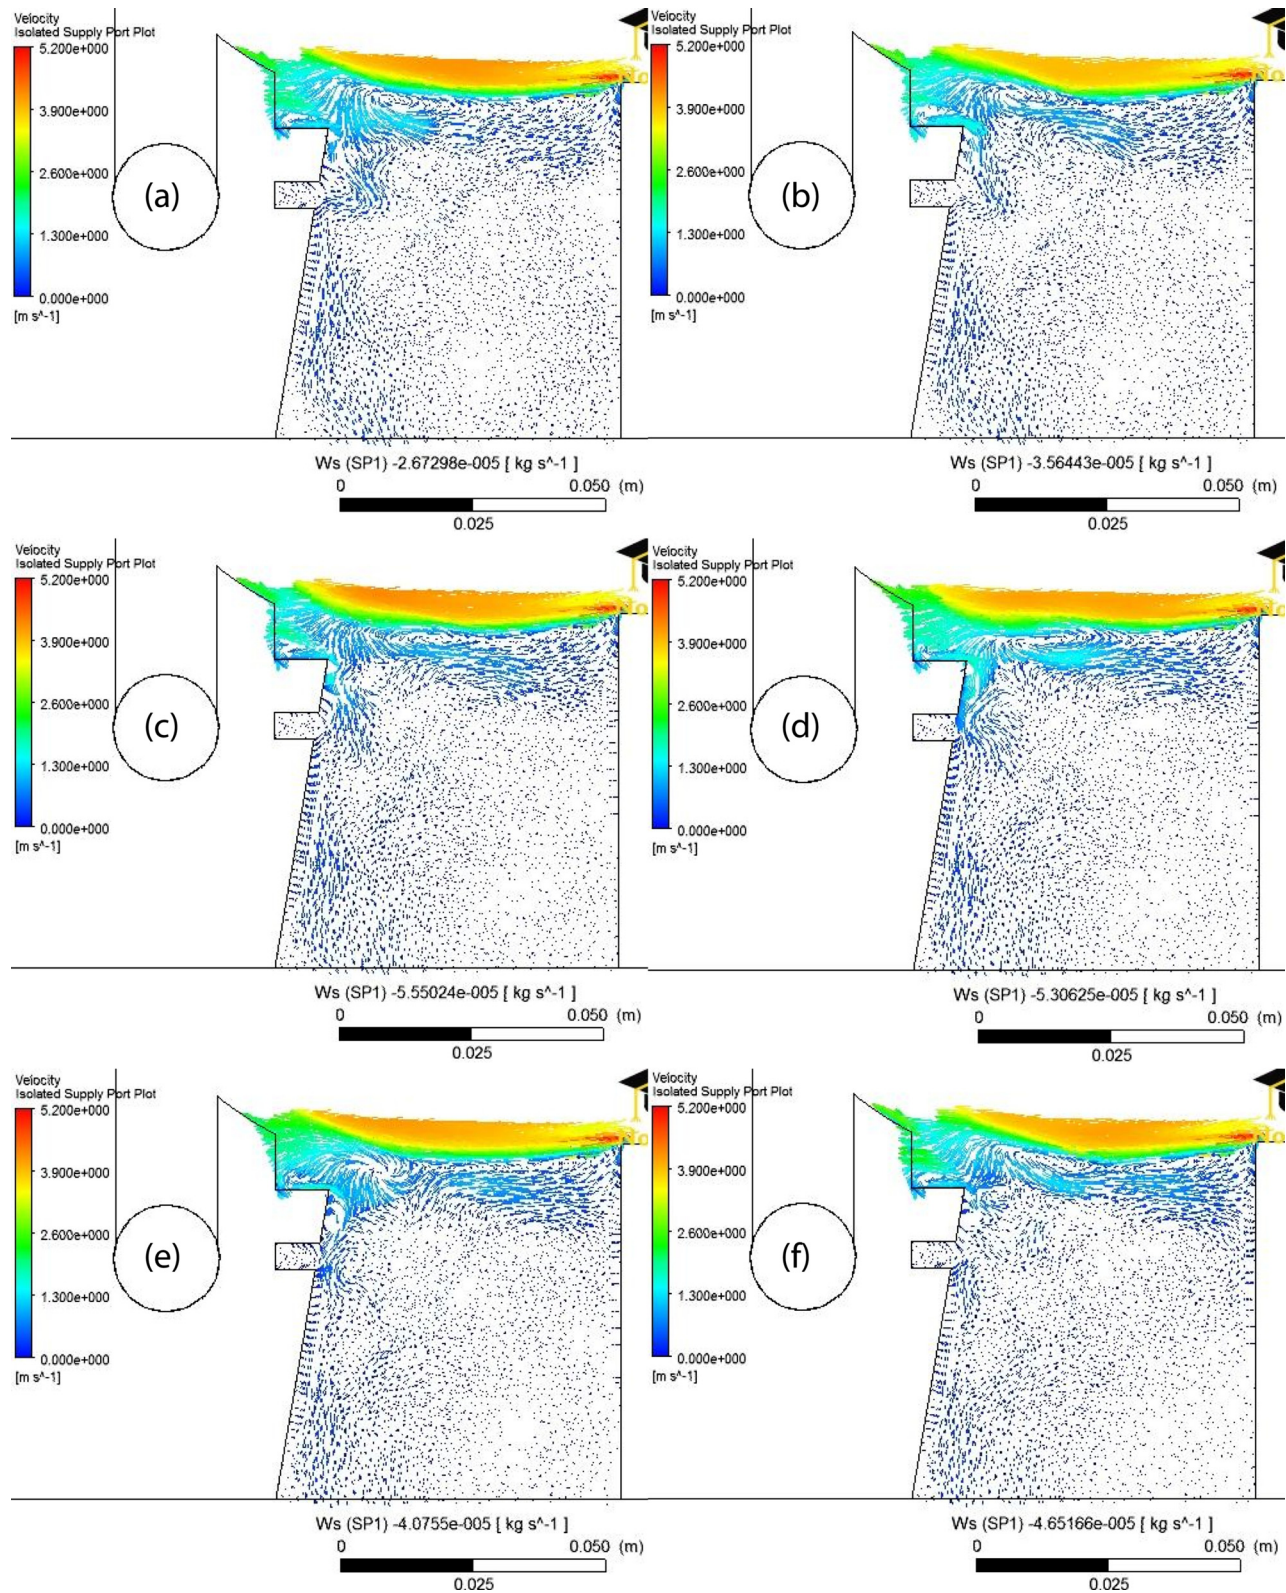 Velocity
Isolated Supply Port Plot
5.200e+000
3.900e+000
2.600e+000
1.300e+000
0.000e+000
[m s^-1]
(a)
Ws (SP1) -2.67298e-005 [ kg s^-1 ]
0 0.050 (m)
0.025
Velocity
Isolated Supply Port Plot
5.200e+000
3.900e+000
2.600e+000
1.300e+000
0.000e+000
[m s^-1]
(b)
Ws (SP1) -3.56443e-005 [ kg s^-1 ]
0 0.050 (m)
0.025
Velocity
Isolated Supply Port Plot
5.200e+000
3.900e+000
2.600e+000
1.300e+000
0.000e+000
[m s^-1]
(c)
Ws (SP1) -5.55024e-005 [ kg s^-1 ]
0 0.050 (m)
0.025
Velocity
Isolated Supply Port Plot
5.200e+000
3.900e+000
2.600e+000
1.300e+000
0.000e+000
[m s^-1]
(d)
Ws (SP1) -5.30625e-005 [ kg s^-1 ]
0 0.050 (m)
0.025
Velocity
Isolated Supply Port Plot
5.200e+000
3.900e+000
2.600e+000
1.300e+000
0.000e+000
[m s^-1]
(e)
Ws (SP1) -4.0755e-005 [ kg s^-1 ]
0 0.050 (m)
0.025
Velocity
Isolated Supply Port Plot
5.200e+000
3.900e+000
2.600e+000
1.300e+000
0.000e+000
[m s^-1]
(f)
Ws (SP1) -4.65166e-005 [ kg s^-1 ]
0 0.050 (m)
0.025